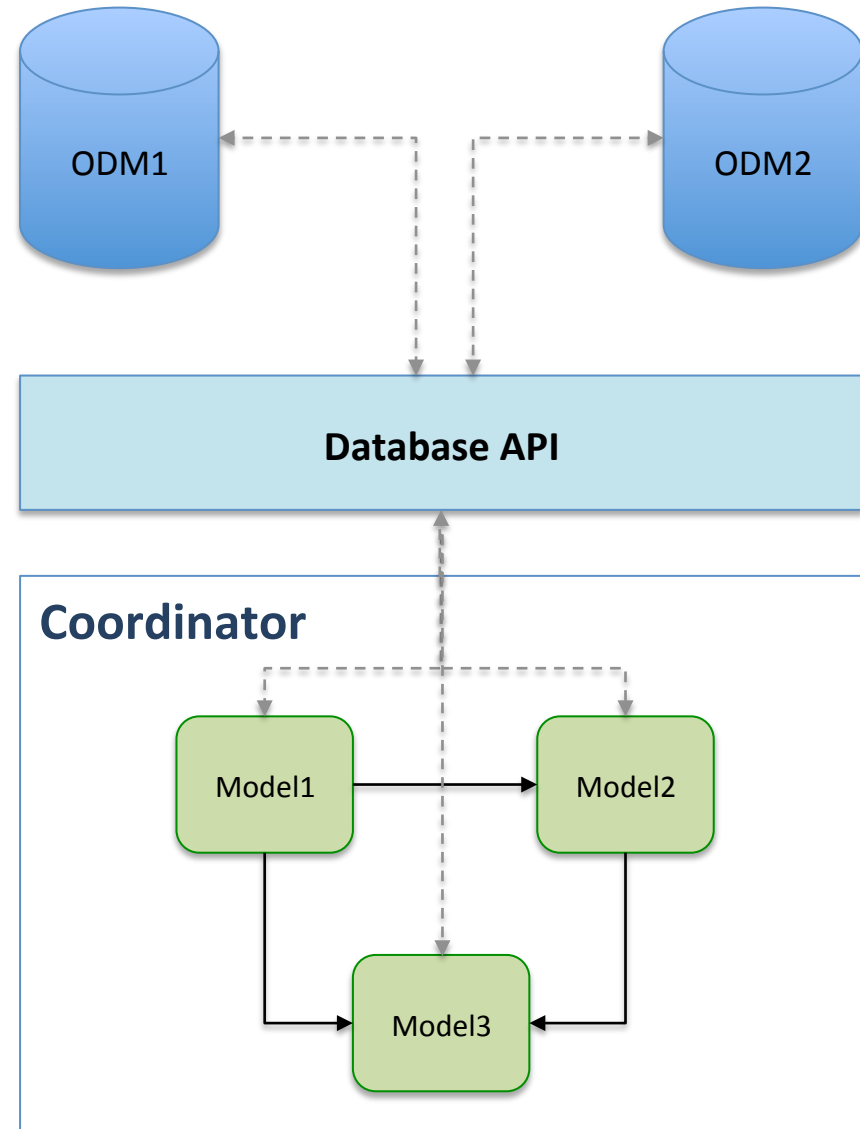 ODM1
ODM2
Database API
Coordinator
Model1
Model2
Model3